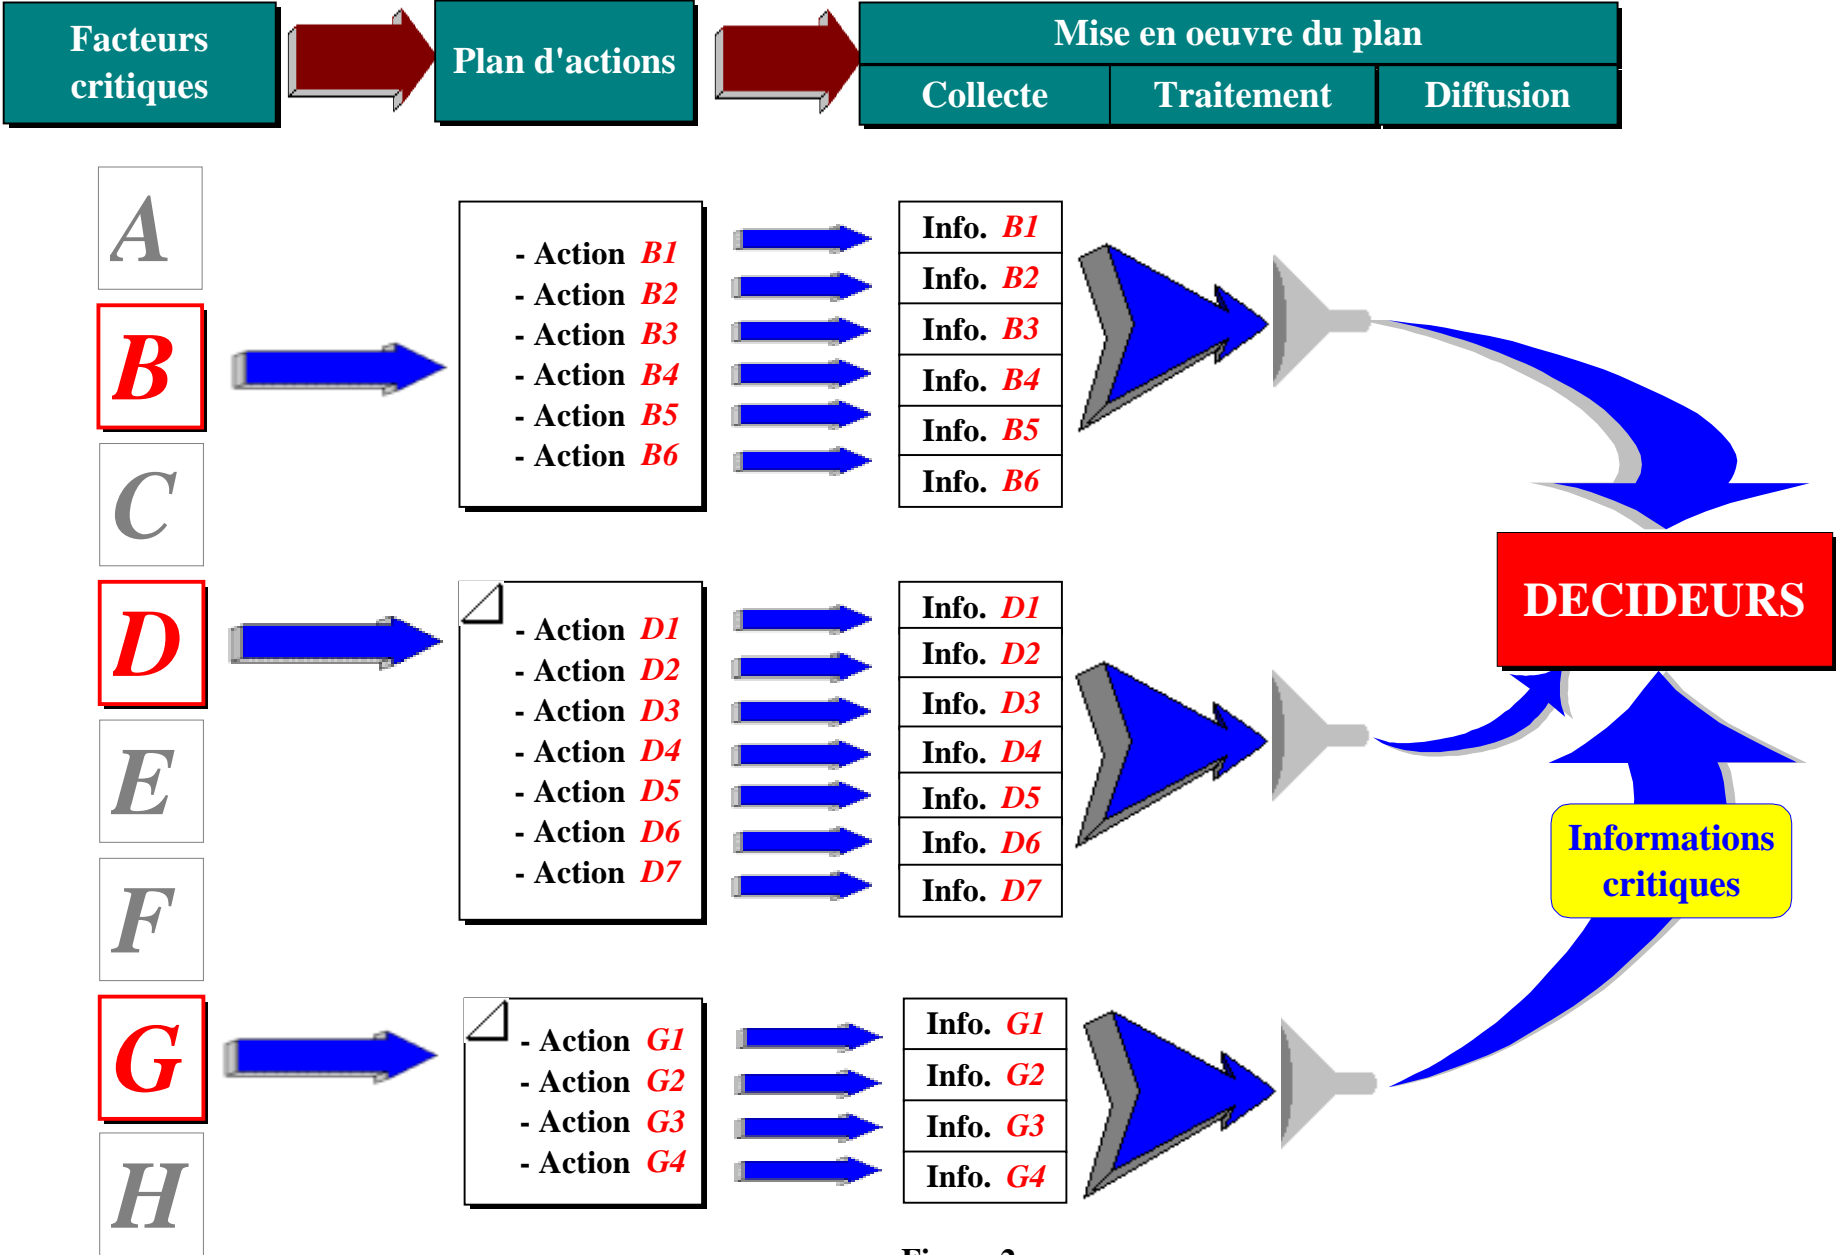 Facteurs
critiques
Plan d'actions
Mise en oeuvre du plan
Collecte
Traitement
Diffusion
A
B
C
D
E
F
G
H
- Action B1
- Action B2
- Action B3
- Action B4
- Action B5
- Action B6
Info. B1
Info. B2
Info. B3
Info. B4
Info. B5
Info. B6
- Action D1
- Action D2
- Action D3
- Action D4
- Action D5
- Action D6
- Action D7
Info. D1
Info. D2
Info. D3
Info. D4
Info. D5
Info. D6
Info. D7
- Action G1
- Action G2
- Action G3
- Action G4
Info. G1
Info. G2
Info. G3
Info. G4
DECIDEURS
Informations
critiques
Figure 2